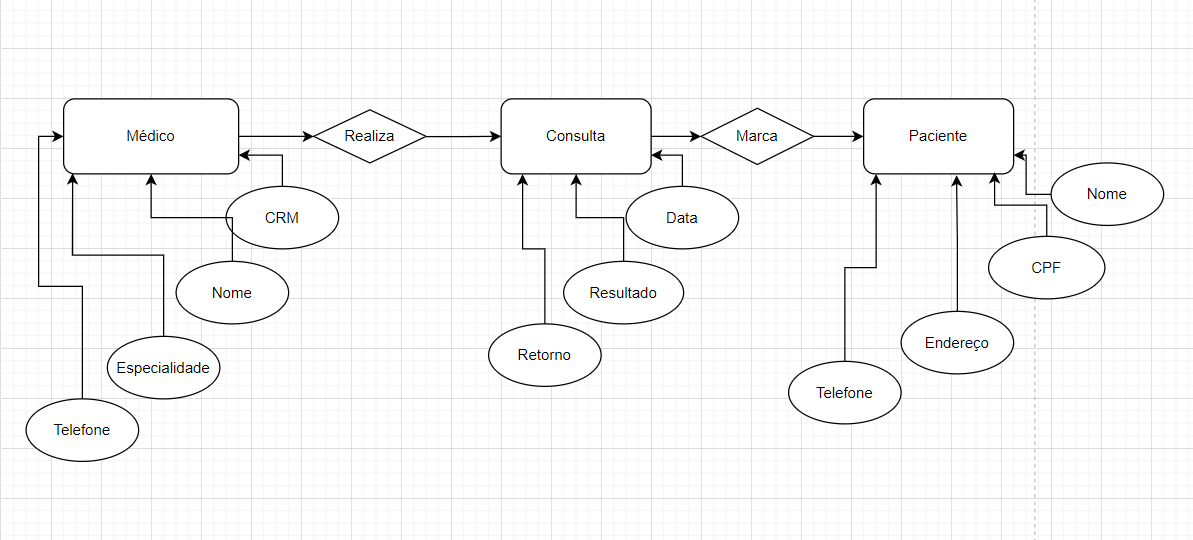 Médico
Realiza
Consulta
Marca
Paciente
Nome
CRM
Data
CPF
Nome
Resultado
Endereço
Retorno
Especialidade
Telefone
Telefone